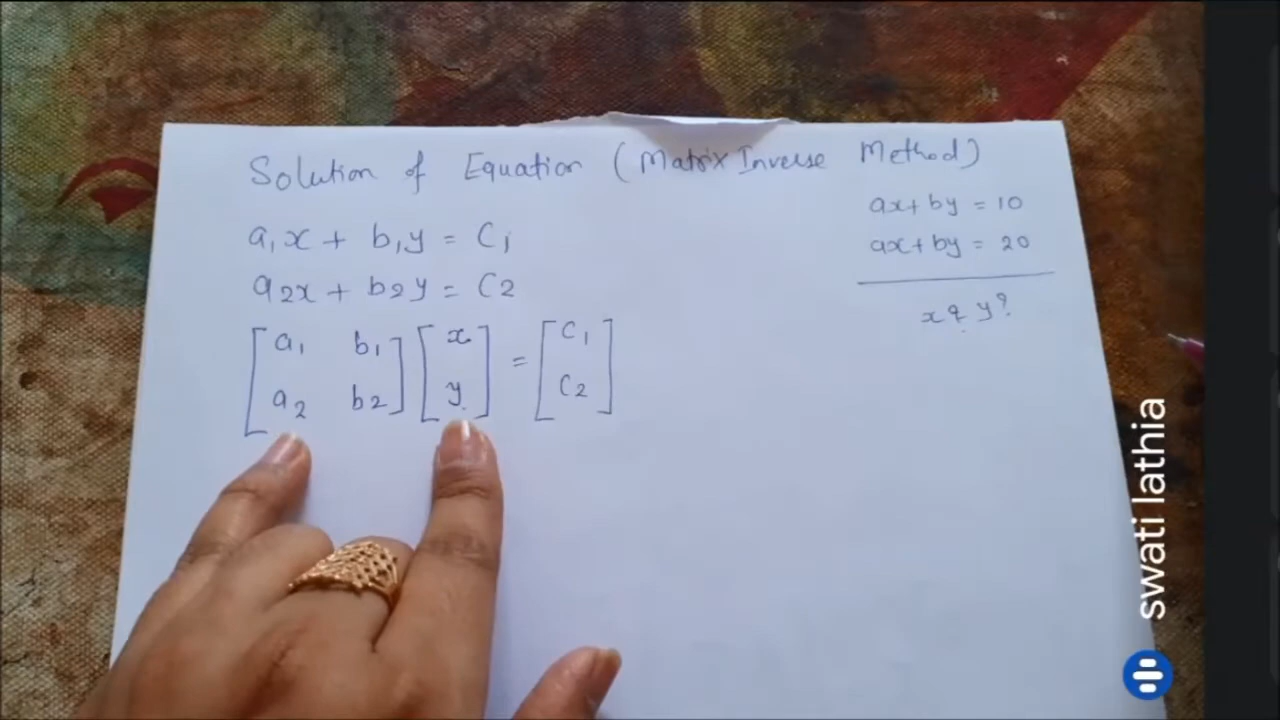 Solution of Equation (Matrix Inverse Method)
a₁x + b₁y = C₁
a₂x + b₂y = C₂
[a₁ b₁] [x] = [C₁]
[a₂ b₂] [y] [C₂]
ax + by = 10
ax + by = 20
x & y?
swati lathia